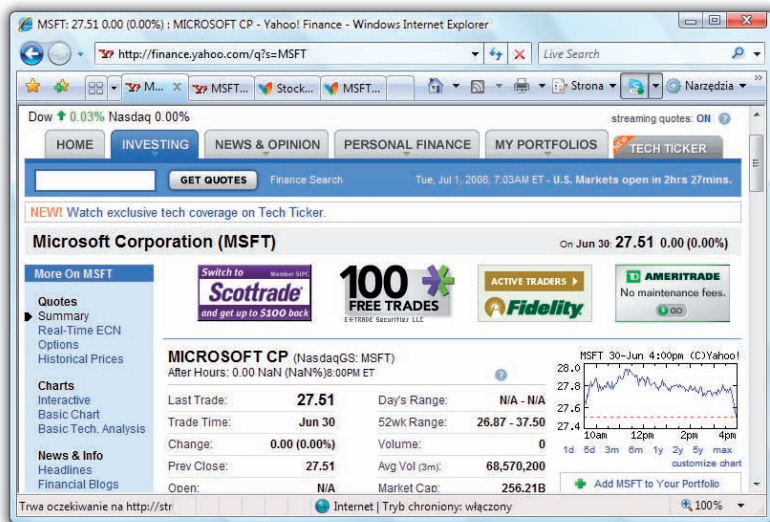 MSFT: 27.51 0.00 (0.00%) : MICROSOFT CP - Yahoo! Finance - Windows Internet Explorer
http://finance.yahoo.com/q?s=MSFT
Live Search
M...
MSFT...
Stock...
MSFT...
Strona
Narzędzia
Dow 0.03% Nasdaq 0.00%
streaming quotes: ON
HOME
INVESTING
NEWS & OPINION
PERSONAL FINANCE
MY PORTFOLIOS
NEW
TECH TICKER
GET QUOTES
Finance Search
Tue, Jul 1, 2008, 7:03AM ET - U.S. Markets open in 2hrs 27mins.
NEW! Watch exclusive tech coverage on Tech Ticker.
Microsoft Corporation (MSFT)
On Jun 30: 27.51 0.00 (0.00%)
More On MSFT
Quotes
Summary
Real-Time ECN
Options
Historical Prices
Charts
Interactive
Basic Chart
Basic Tech. Analysis
News & Info
Headlines
Financial Blogs
Switch to Member SIPC
Scottrade
and get up to $100 back
100
FREE TRADES
E*TRADE Securities LLC
ACTIVE TRADERS
Fidelity
TD AMERITRADE
No maintenance fees.
GO
MICROSOFT CP (NasdaqGS: MSFT)
After Hours: 0.00 NaN (NaN%) 8:00PM ET
Last Trade: 27.51
Trade Time: Jun 30
Change: 0.00 (0.00%)
Prev Close: 27.51
Open: N/A
Day's Range: N/A - N/A
52wk Range: 26.87 - 37.50
Volume: 0
Avg Vol (3m): 68,570,200
Market Cap: 256.21B
MSFT 30-Jun 4:00pm (C)Yahoo!
28.0
27.8
27.6
27.4
10am 12pm 2pm 4pm
1d 5d 3m 6m 1y 2y 5y max
customize chart
Add MSFT to Your Portfolio
Trwa oczekiwanie na http://str
Internet | Tryb chroniony: włączony
100%